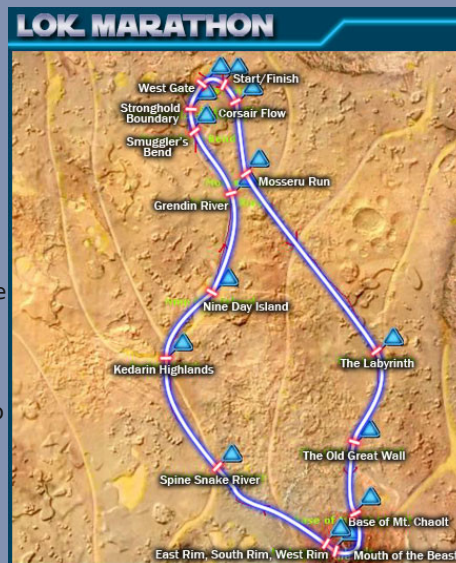 LOK MARATHON
West Gate
Start/Finish
Stronghold
Boundary
Corsair Flow
Smuggler's
Bend
Mosseru Run
Grendin River
Nine Day Island
The Labyrinth
Kedarin Highlands
The Old Great Wall
Spine Snake River
Base of Mt. Chaolt
East Rim, South Rim, West Rim
Mouth of the Beast